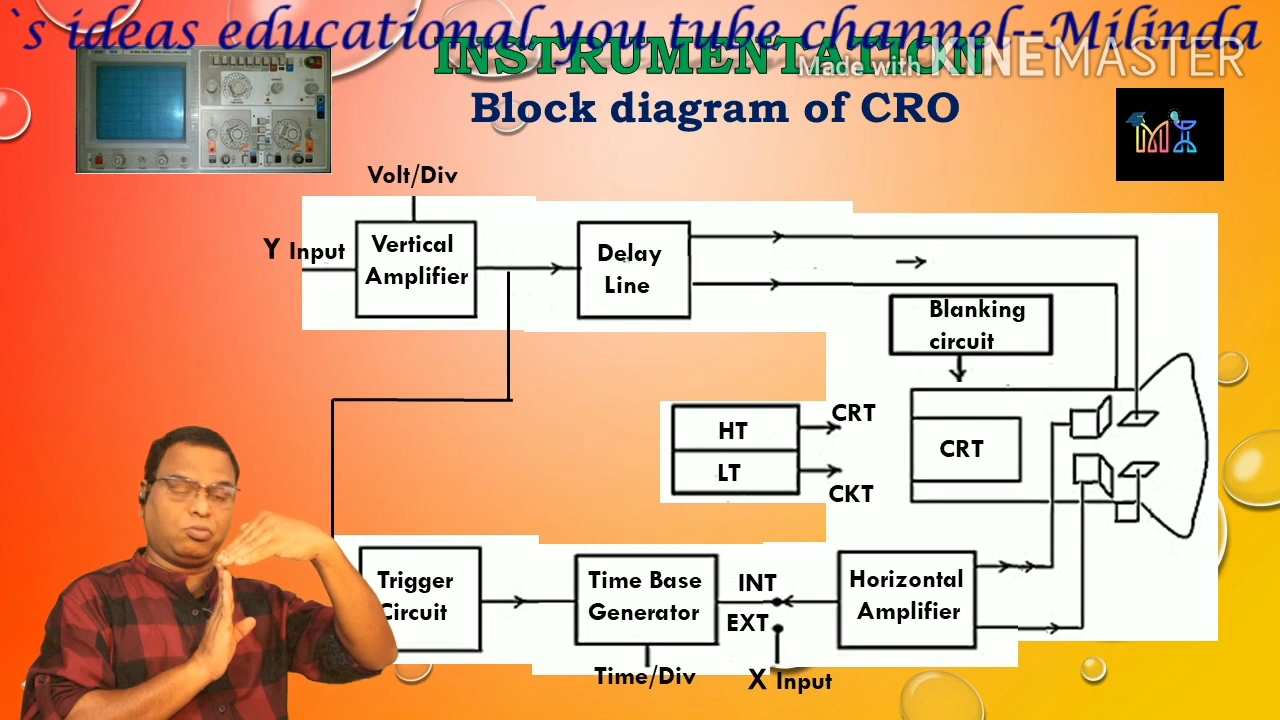 `s ideas educational you tube channel--Milinda
INSTRUMENTATION
Made with KINEMASTER
Block diagram of CRO
MI
Volt/Div
Y Input
Vertical
Amplifier
Delay
Line
Blanking
circuit
HT
CRT
LT
CKT
CRT
Trigger
Circuit
Time Base
Generator
INT
EXT
Horizontal
Amplifier
Time/Div
X Input